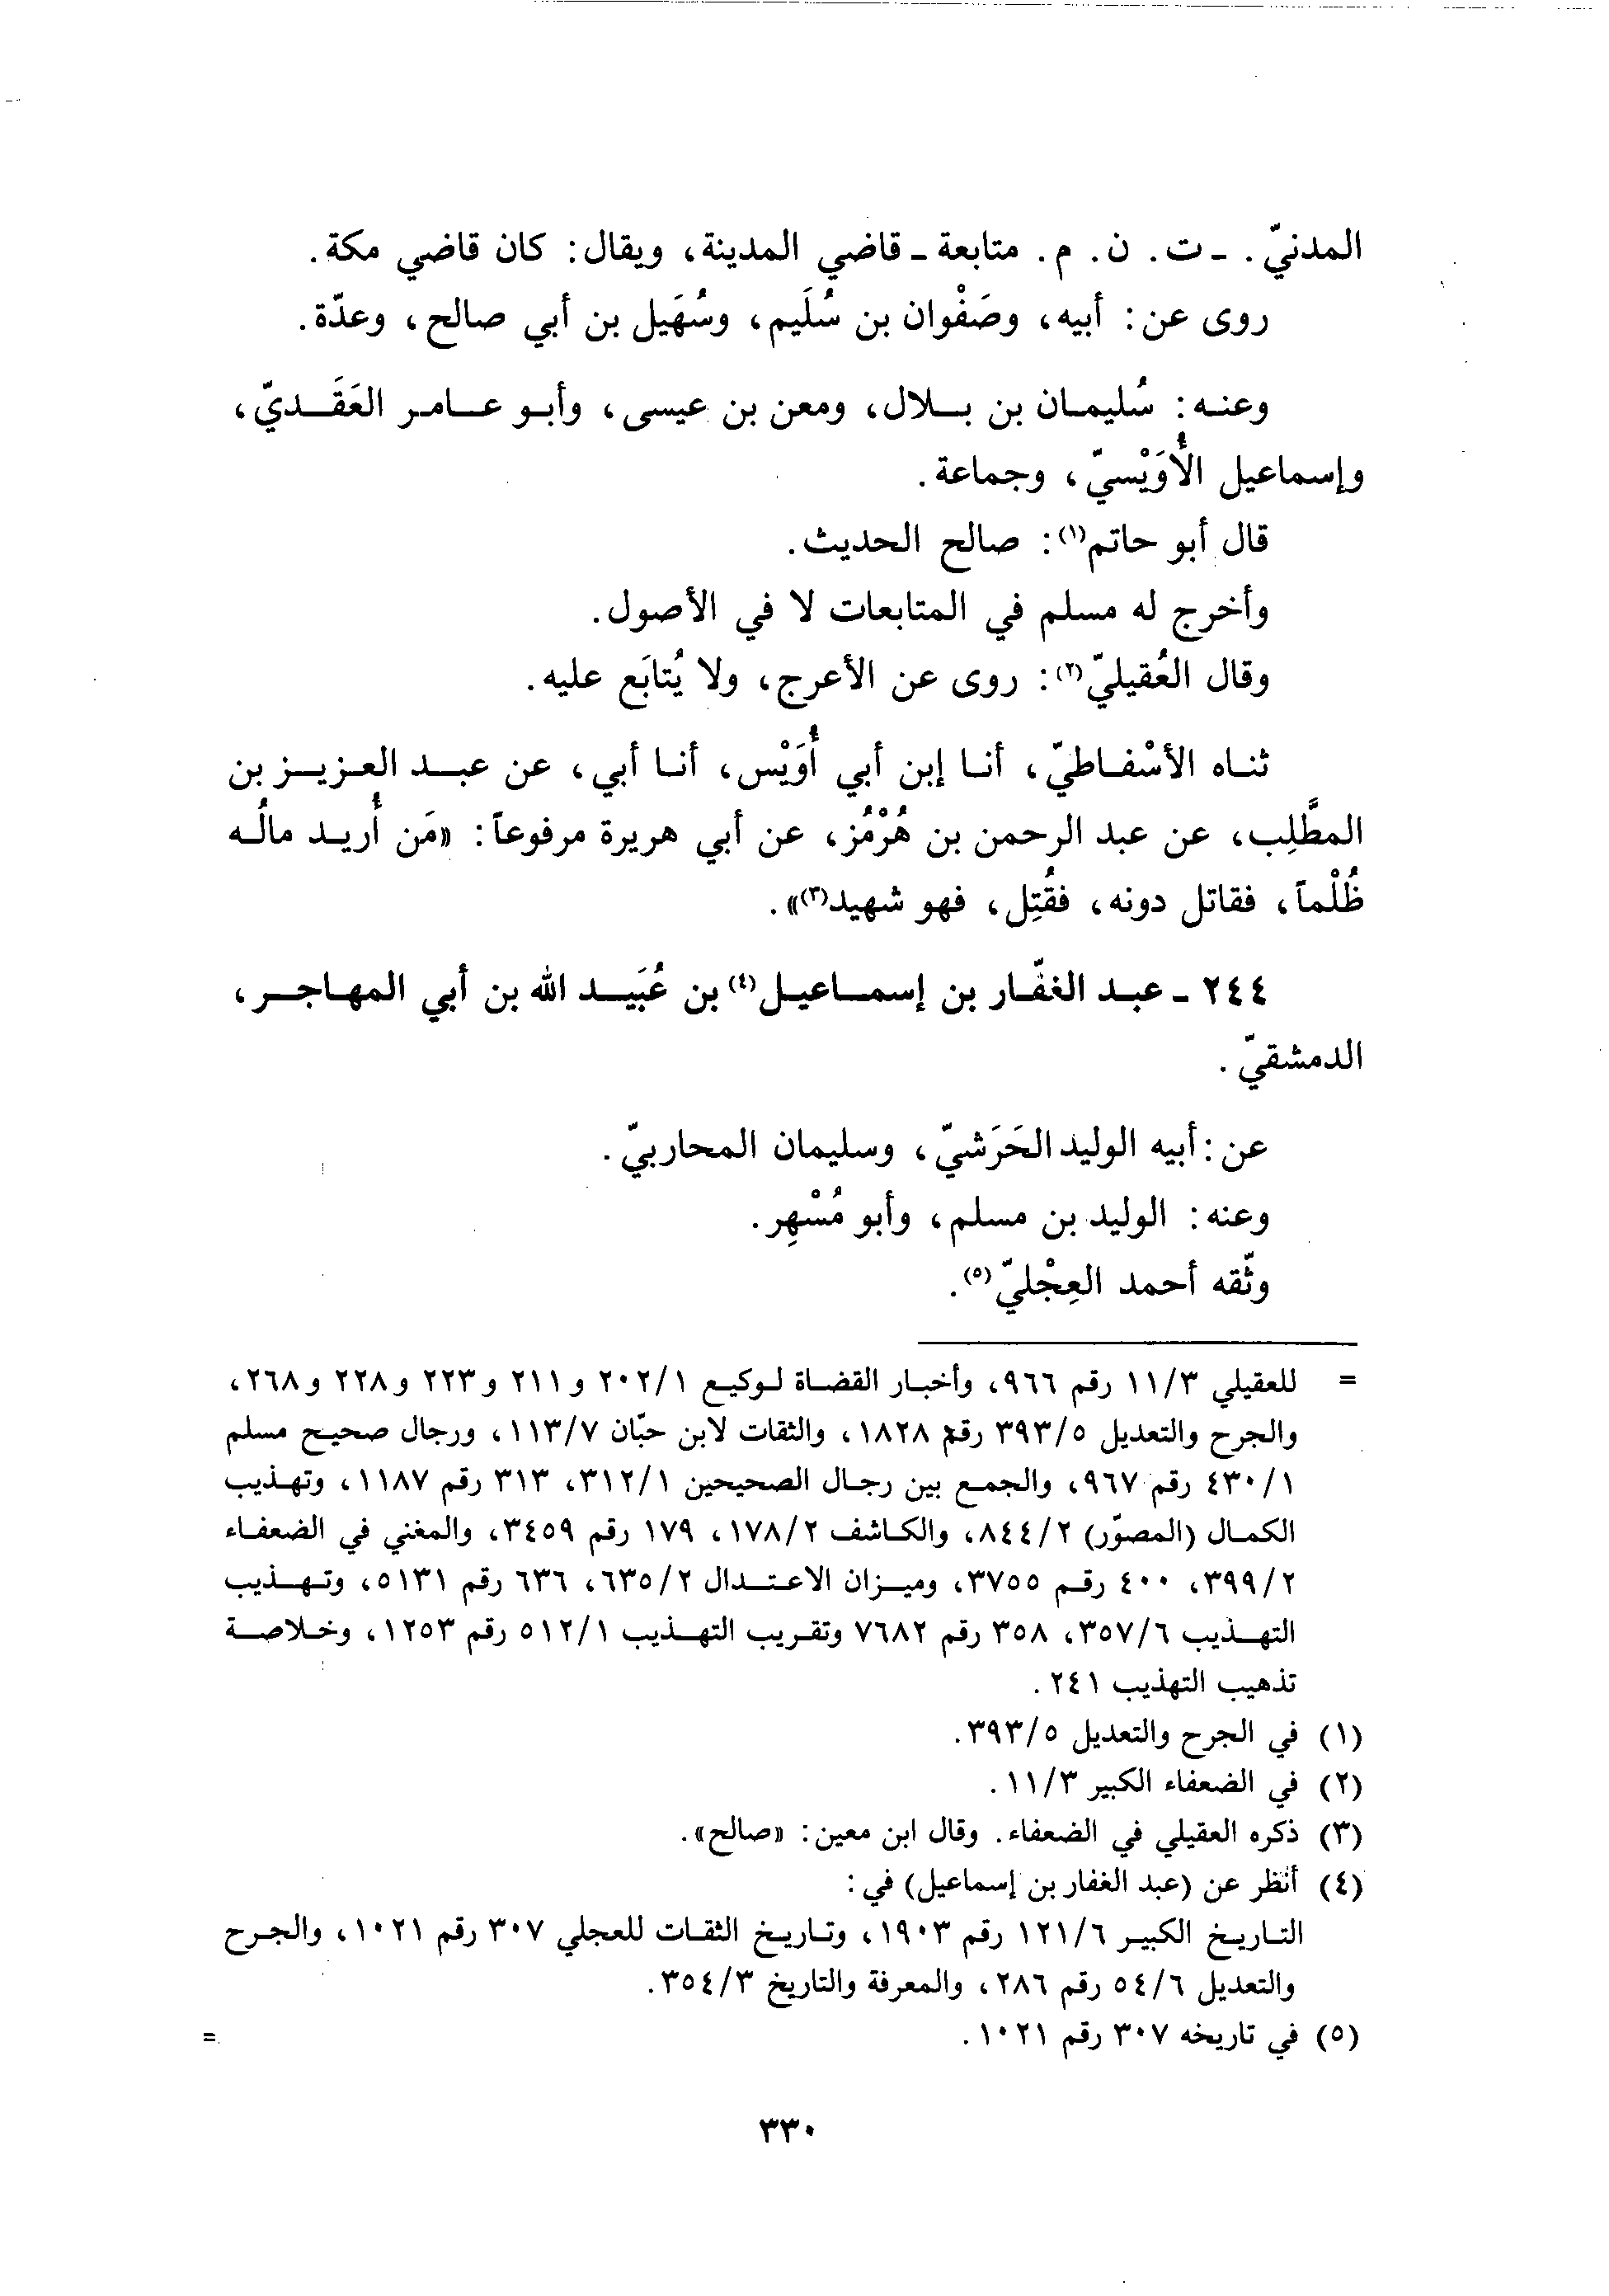 المدنيّ. ـ ت. ن. م. متابعة ـ قاضي المدينة، ويقال: كان قاضي مكة.
روى عن: أبيه، وصَفْوان بن سُلَيم، وسُهَيل بن أبي صالح، وعدّة.
وعنه: سُليمان بن بلال، ومعن بن عيسى، وأبو عامر العَقَديّ،
وإسماعيل الأُوَيْسيّ، وجماعة.
قال أبو حاتم(١): صالح الحديث.
وأخرج له مسلم في المتابعات لا في الأصول.
وقال العُقيليّ(٢): روى عن الأعرج، ولا يُتابَع عليه.
ثناه الأسْفاطيّ، أنا إبن أبي أُوَيْس، أنا أبي، عن عبد العزيز بن
المطَّلِب، عن عبد الرحمن بن هُرْمُز، عن أبي هريرة مرفوعاً: «مَن أُريد مالُه
ظُلْماً، فقاتل دونه، فقُتِل، فهو شهيد(٣)».
٢٤٤ ـ عبد الغفّار بن إسماعيل(٤) بن عُبَيد الله بن أبي المهاجر،
الدمشقيّ.
عن: أبيه الوليد الحَرَشيّ، وسليمان المحاربيّ.
وعنه: الوليد بن مسلم، وأبو مُسْهِر.
وثّقه أحمد العِجْليّ(٥).
= للعقيلي ١١/٣ رقم ٩٦٦، وأخبار القضاة لوكيع ٢٠٢/١ و٢١١ و٢٢٣ و٢٢٨ و٢٦٨،
والجرح والتعديل ٣٩٣/٥ رقم ١٨٢٨، والثقات لابن حبّان ١١٣/٧، ورجال صحيح مسلم
٤٣٠/١ رقم ٩٦٧، والجمع بين رجال الصحيحين ٣١٢/١، ٣١٣ رقم ١١٨٧، وتهذيب
الكمال (المصوّر) ٨٤٤/٢، والكاشف ١٧٨/٢، ١٧٩ رقم ٣٤٥٩، والمغني في الضعفاء
٣٩٩/٢، ٤٠٠ رقم ٣٧٥٥، وميزان الاعتدال ٦٣٥/٢، ٦٣٦ رقم ٥١٣١، وتهذيب
التهذيب ٣٥٧/٦، ٣٥٨ رقم ٧٦٨٢ وتقريب التهذيب ٥١٢/١ رقم ١٢٥٣، وخلاصة
تذهيب التهذيب ٢٤١.
(١) في الجرح والتعديل ٣٩٣/٥.
(٢) في الضعفاء الكبير ١١/٣.
(٣) ذكره العقيلي في الضعفاء. وقال ابن معين: «صالح».
(٤) أنظر عن (عبد الغفار بن إسماعيل) في:
التاريخ الكبير ١٢١/٦ رقم ١٩٠٣، وتاريخ الثقات للعجلي ٣٠٧ رقم ١٠٢١، والجرح
والتعديل ٥٤/٦ رقم ٢٨٦، والمعرفة والتاريخ ٣٥٤/٣.
(٥) في تاريخه ٣٠٧ رقم ١٠٢١. =
٣٣٠